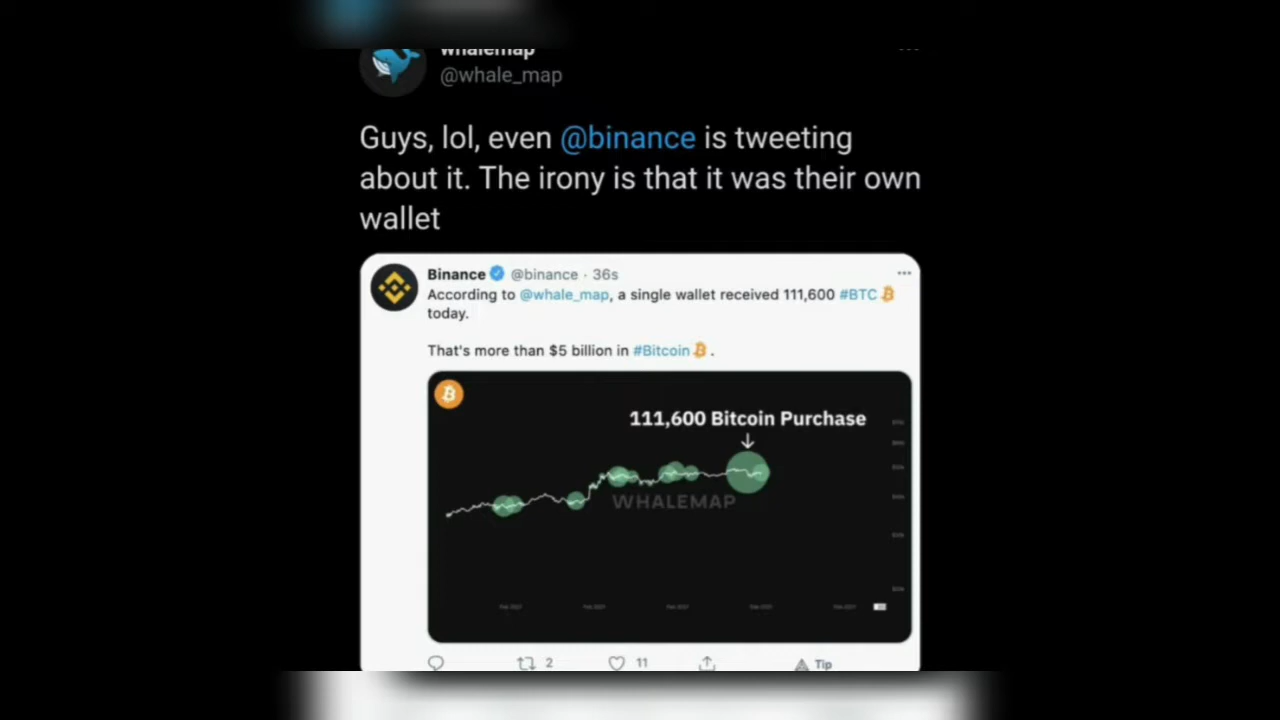 whalemap
@whale_map
Guys, lol, even @binance is tweeting
about it. The irony is that it was their own
wallet
Binance @binance · 36s
According to @whale_map, a single wallet received 111,600 #BTC
today.
That's more than $5 billion in #Bitcoin .
111,600 Bitcoin Purchase
WHALEMAP
2
11
Tip